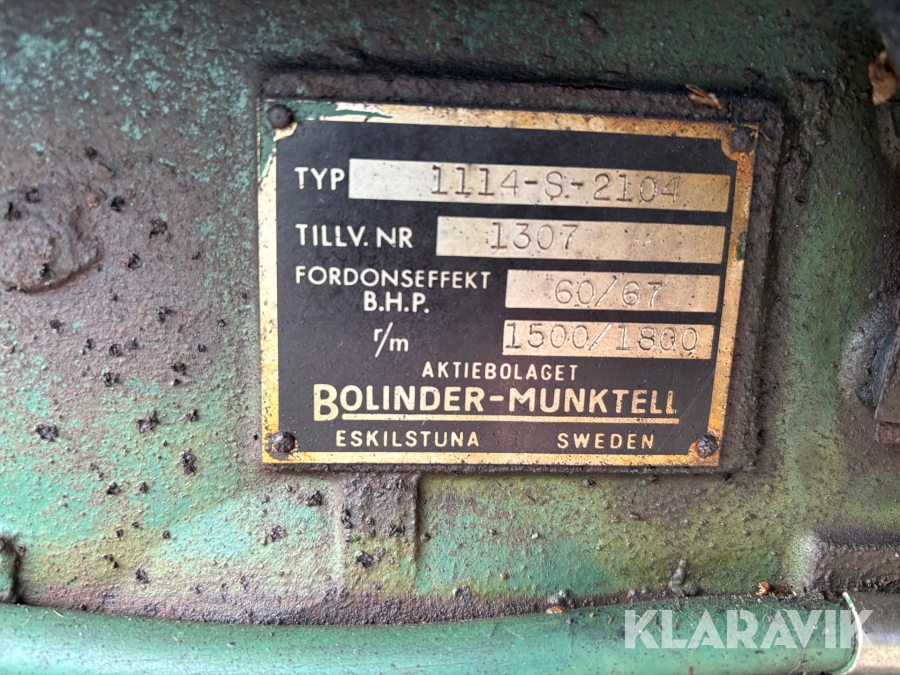 TYP 1114-S-2104
TILLV. NR 1307
FORDONSEFFEKT 60/67
B.H.P.
r/m 1500/1800
AKTIEBOLAGET
BOLINDER-MUNKTELL
ESKILSTUNA SWEDEN
KLARAVIK